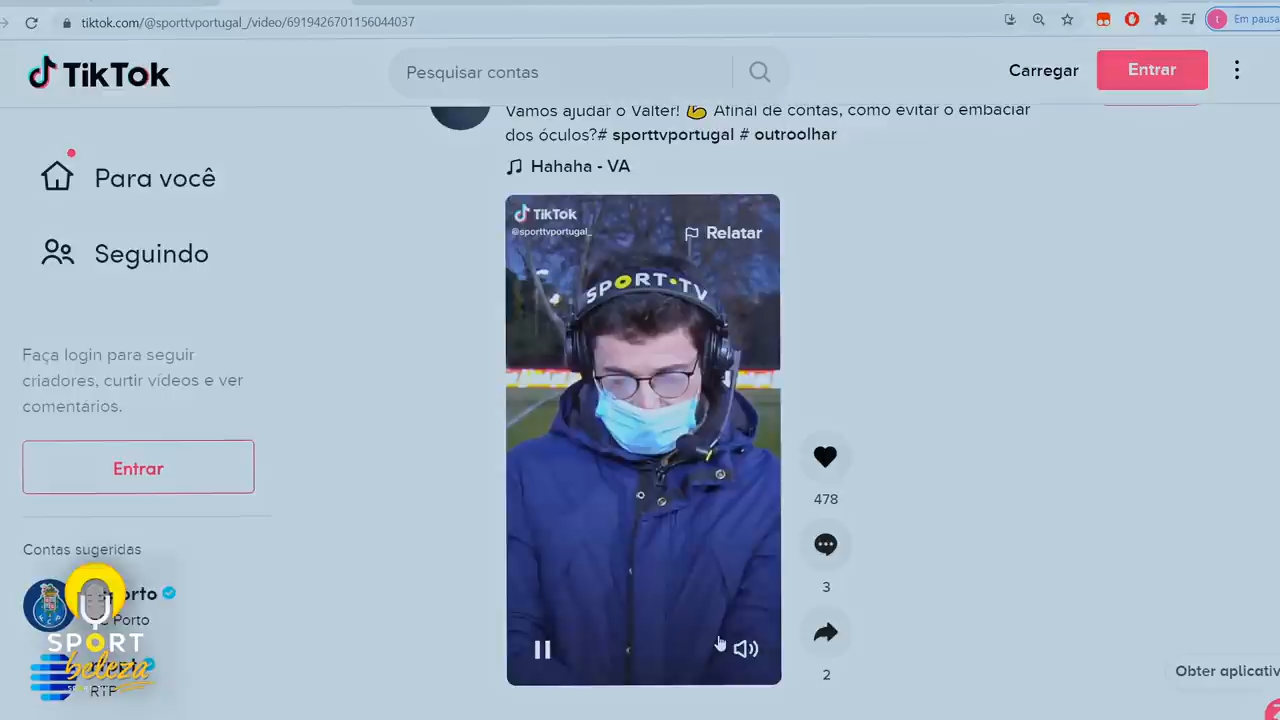 tiktok.com/@sporttvportugal_/video/6919426701156044037
Em pausa
TikTok
Pesquisar contas
Carregar
Entrar
Vamos ajudar o Valter! 💪 Afinal de contas, como evitar o embaciar
dos óculos?# sporttvportugal # outroolhar
Hahaha - VA
Para você
Seguindo
TikTok
@sporttvportugal_
Relatar
SPORT•TV
Faça login para seguir
criadores, curtir vídeos e ver
comentários.
Entrar
478
3
2
Contas sugeridas
Porto
SPORT
beleza
RTP
Obter aplicativ